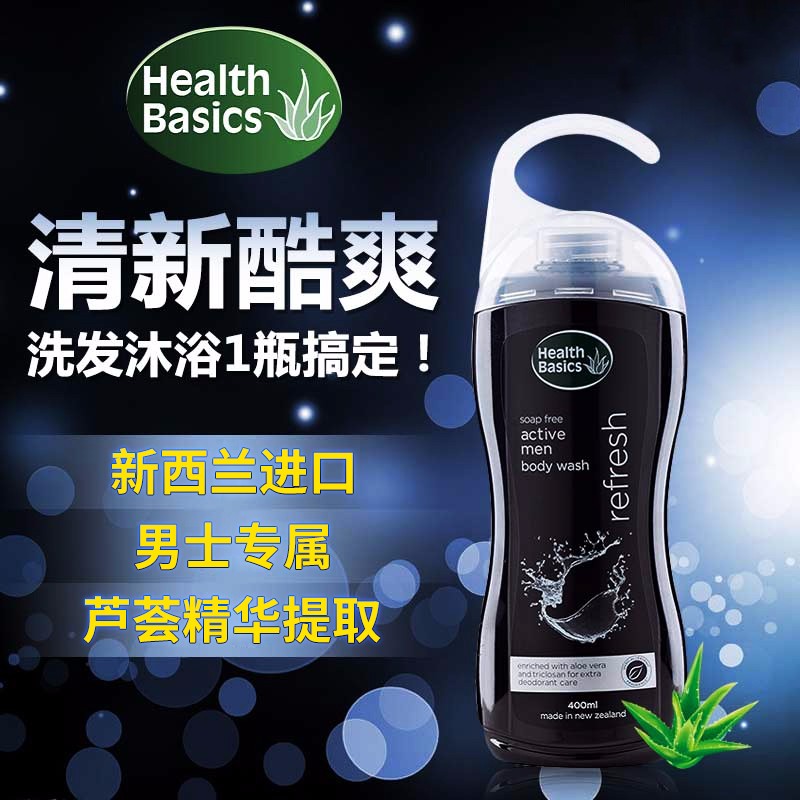 Health
Basics
清新酷爽
洗发沐浴1瓶搞定！
新西兰进口
男士专属
芦荟精华提取
Health
Basics
soap free
active
men
body wash
refresh
enriched with aloe vera
and triclosan for extra
deodorant care
400ml
made in new zealand